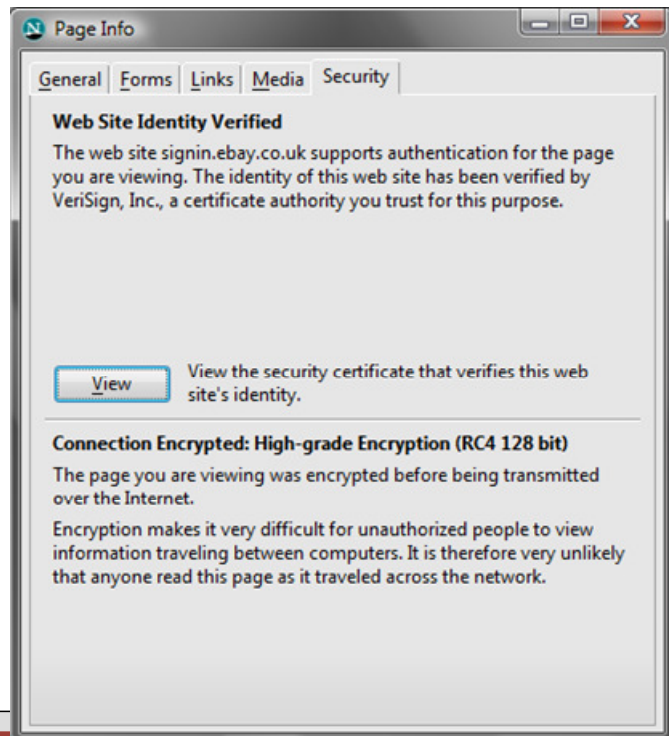 Page Info
General Forms Links Media Security
Web Site Identity Verified
The web site signin.ebay.co.uk supports authentication for the page
you are viewing. The identity of this web site has been verified by
VeriSign, Inc., a certificate authority you trust for this purpose.
View
View the security certificate that verifies this web
site's identity.
Connection Encrypted: High-grade Encryption (RC4 128 bit)
The page you are viewing was encrypted before being transmitted
over the Internet.
Encryption makes it very difficult for unauthorized people to view
information traveling between computers. It is therefore very unlikely
that anyone read this page as it traveled across the network.